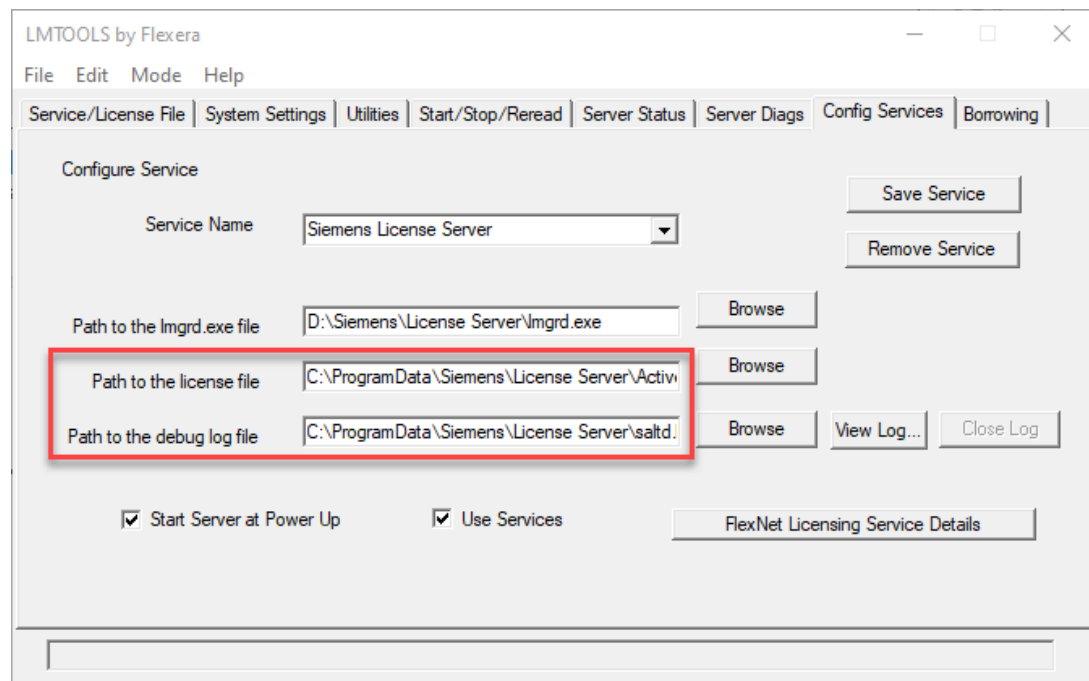 LMTOOLS by Flexera
File Edit Mode Help
Service/License File System Settings Utilities Start/Stop/Reread Server Status Server Diags Config Services Borrowing
Configure Service
Save Service
Service Name Siemens License Server
Remove Service
Path to the lmgrd.exe file D:\Siemens\License Server\lmgrd.exe Browse
Path to the license file C:\ProgramData\Siemens\License Server\Active Browse
Path to the debug log file C:\ProgramData\Siemens\License Server\saltd. Browse View Log... Close Log
Start Server at Power Up Use Services FlexNet Licensing Service Details